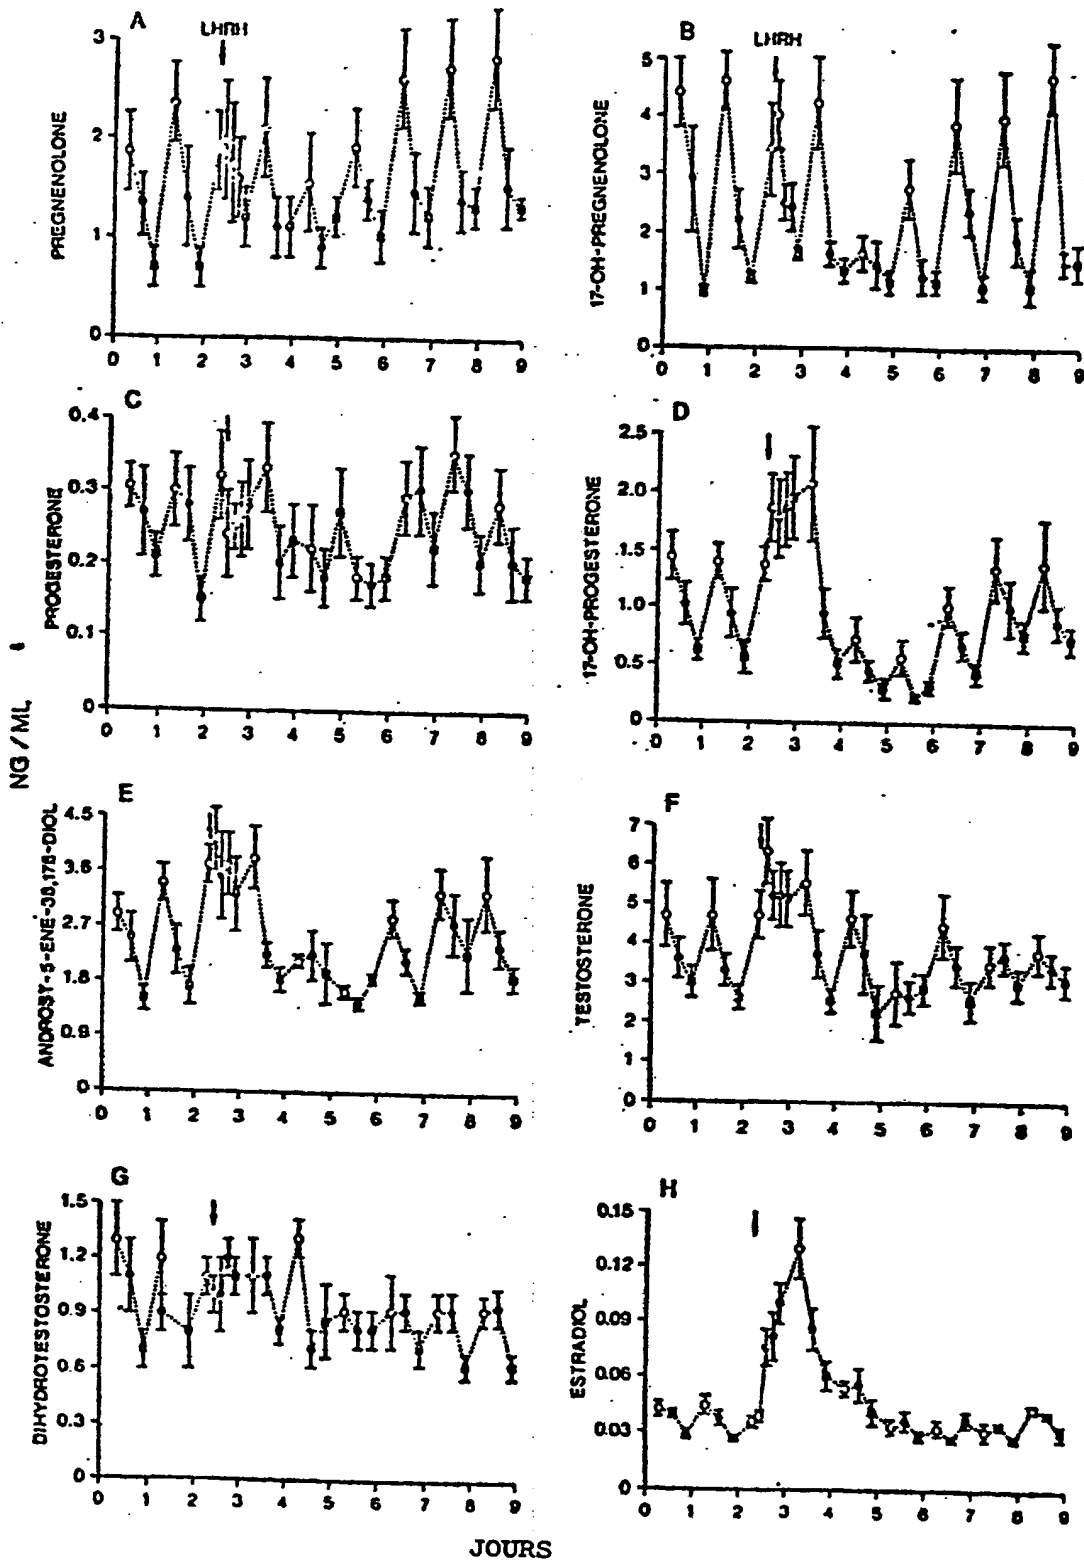 A
LHRH
3
2
1
0
PREGNENOLONE
0 1 2 3 4 5 6 7 8 9
B
LHRH
5
4
3
2
1
0
17-OH-PREGNENOLONE
0 1 2 3 4 5 6 7 8 9
C
0.4
0.3
0.2
0.1
0
PROGESTERONE
0 1 2 3 4 5 6 7 8 9
D
2.5
2.0
1.5
1.0
0.5
0
17-OH-PROGESTERONE
0 1 2 3 4 5 6 7 8 9
NG/ML
E
4.5
3.6
2.7
1.8
0.9
0
ANDROST-5-ENE-3B,17B-DIOL
0 1 2 3 4 5 6 7 8 9
F
7
6
5
4
3
2
1
0
TESTOSTERONE
0 1 2 3 4 5 6 7 8 9
G
1.5
1.2
0.9
0.6
0.3
0
DIHYDROTESTOSTERONE
0 1 2 3 4 5 6 7 8 9
H
0.15
0.12
0.09
0.06
0.03
0
ESTRADIOL
0 1 2 3 4 5 6 7 8 9
JOURS